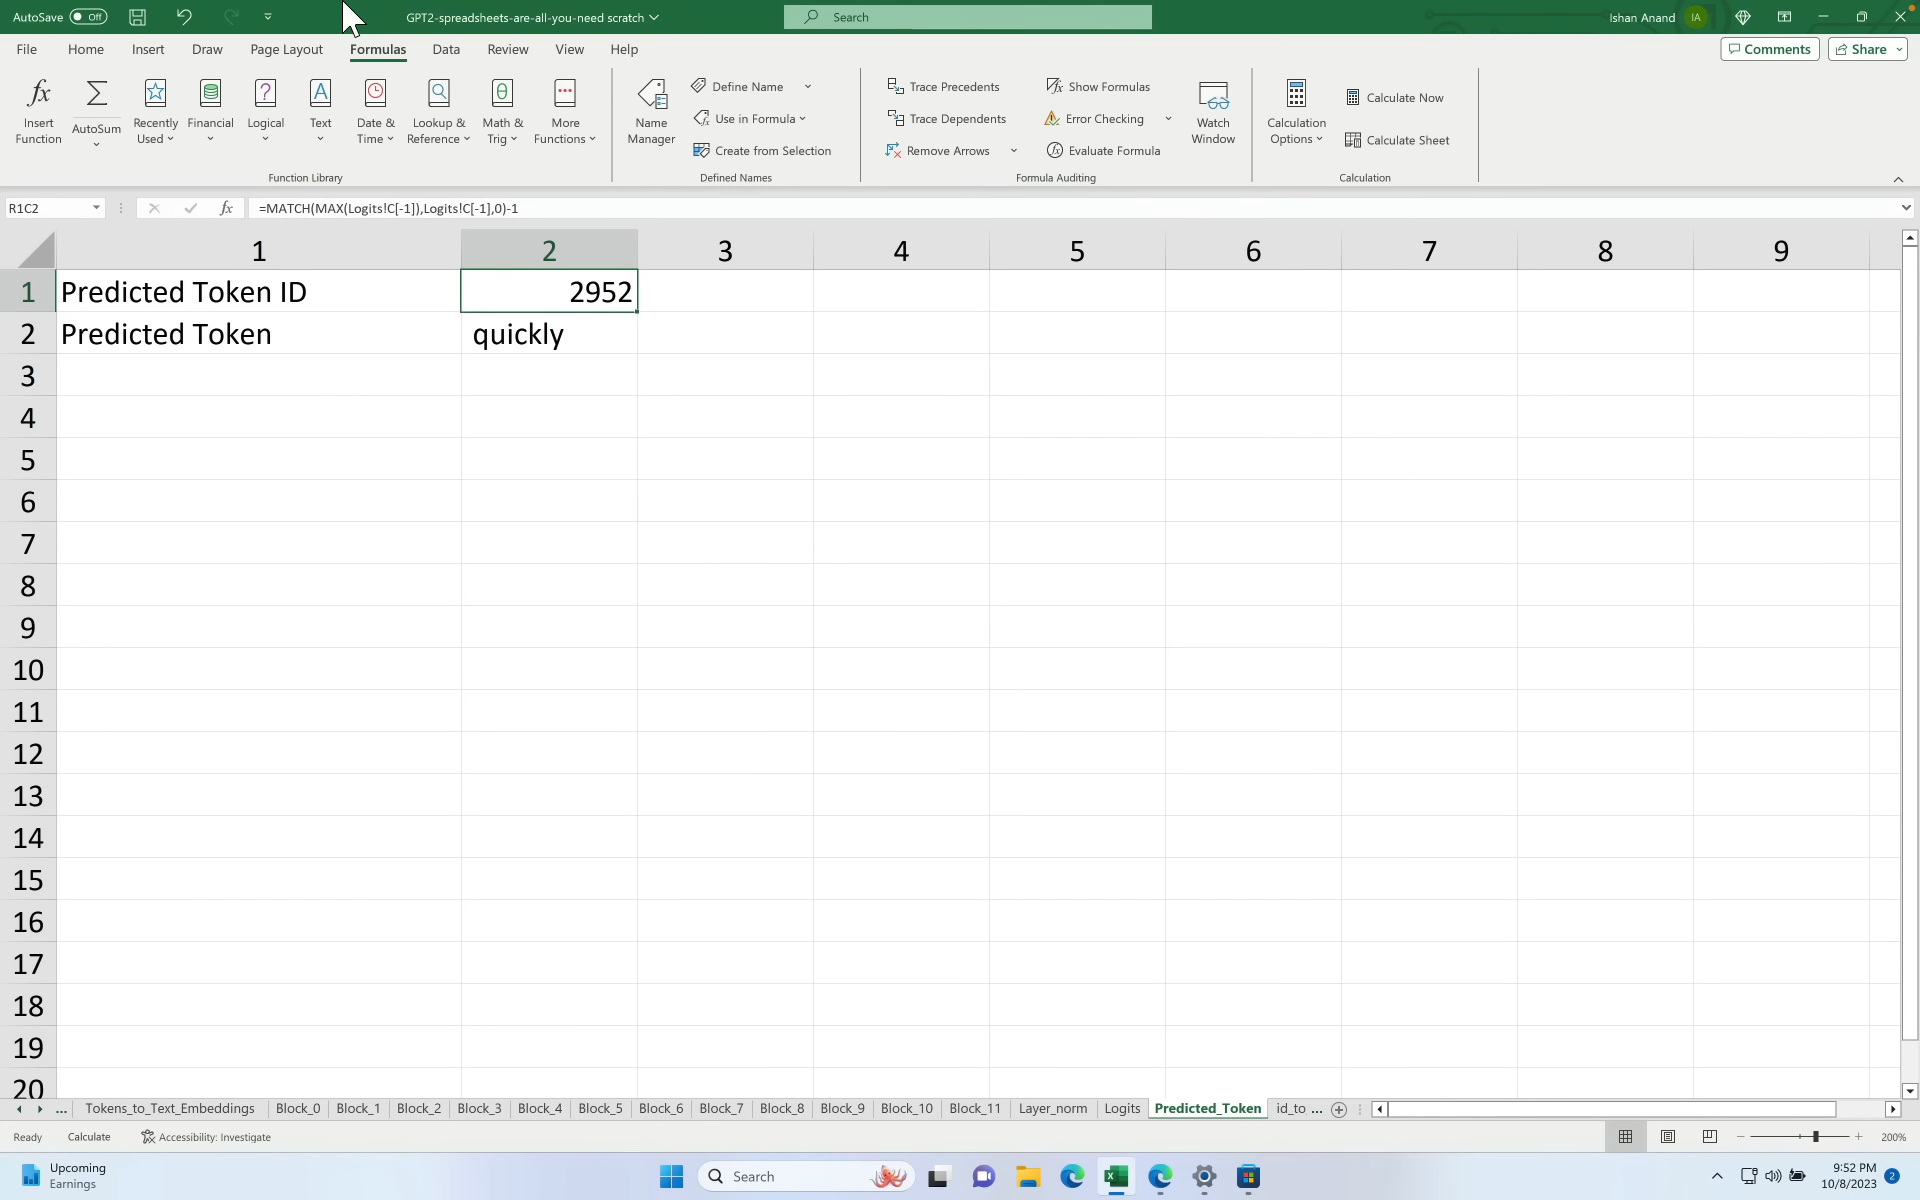 AutoSave Off GPT2-spreadsheets-are-all-you-need scratch Search Ishan Anand IA
File Home Insert Draw Page Layout Formulas Data Review View Help Comments Share
Insert Function
AutoSum
Recently Used
Financial
Logical
Text
Date & Time
Lookup & Reference
Math & Trig
More Functions
Function Library
Name Manager
Define Name
Use in Formula
Create from Selection
Defined Names
Trace Precedents
Trace Dependents
Remove Arrows
Show Formulas
Error Checking
Evaluate Formula
Watch Window
Formula Auditing
Calculation Options
Calculate Now
Calculate Sheet
Calculation
R1C2 fx =MATCH(MAX(Logits!C[-1]),Logits!C[-1],0)-1
1 2 3 4 5 6 7 8 9
1 Predicted Token ID 2952
2 Predicted Token quickly
3
4
5
6
7
8
9
10
11
12
13
14
15
16
17
18
19
20
... Tokens_to_Text_Embeddings Block_0 Block_1 Block_2 Block_3 Block_4 Block_5 Block_6 Block_7 Block_8 Block_9 Block_10 Block_11 Layer_norm Logits Predicted_Token id_to ...
Ready Calculate Accessibility: Investigate 200%
Upcoming
Earnings
Search
9:52 PM
10/8/2023
2